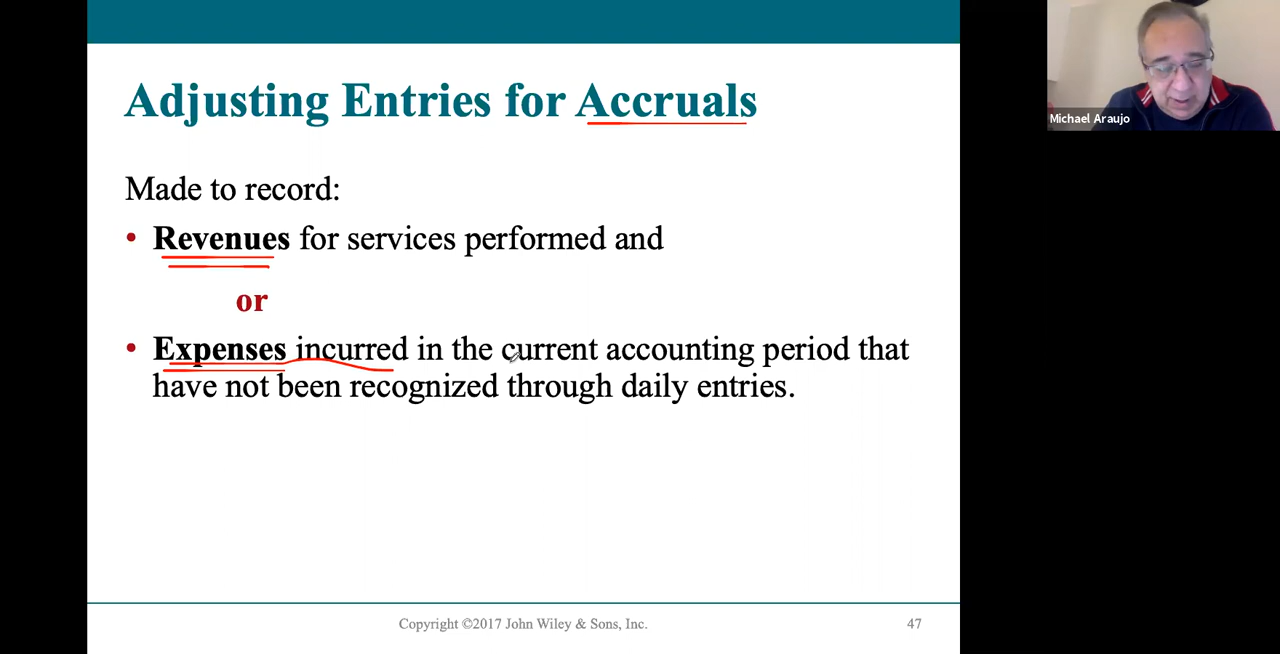 Adjusting Entries for Accruals
Michael Araujo
Made to record:
• Revenues for services performed and
or
• Expenses incurred in the current accounting period that
have not been recognized through daily entries.
Copyright ©2017 John Wiley & Sons, Inc.
47